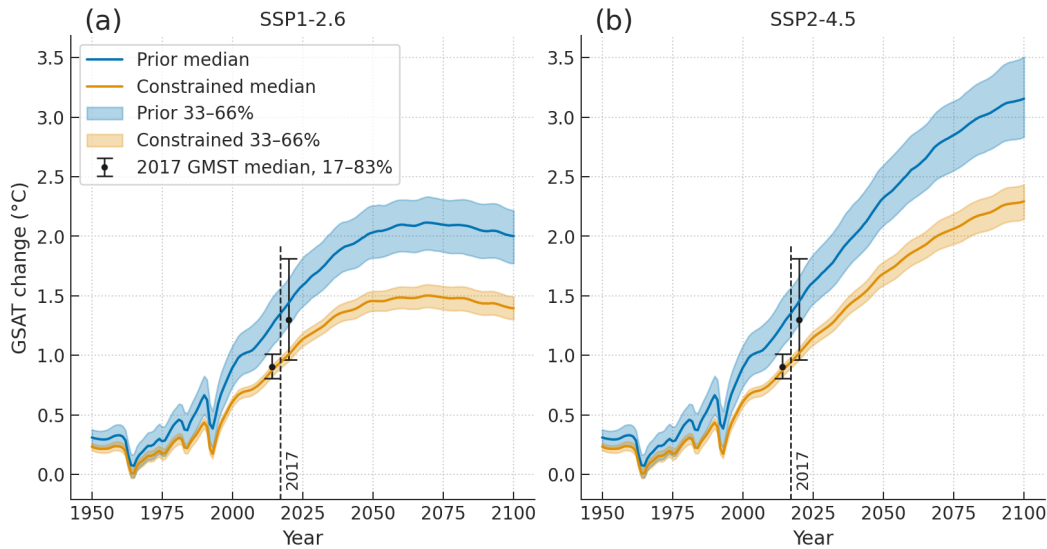 (a)
SSP1-2.6
(b)
SSP2-4.5
GSAT change (°C)
3.5
3.0
2.5
2.0
1.5
1.0
0.5
0.0
Prior median
Constrained median
Prior 33–66%
Constrained 33–66%
2017 GMST median, 17–83%
2017
1950 1975 2000 2025 2050 2075 2100
Year
3.5
3.0
2.5
2.0
1.5
1.0
0.5
0.0
2017
1950 1975 2000 2025 2050 2075 2100
Year